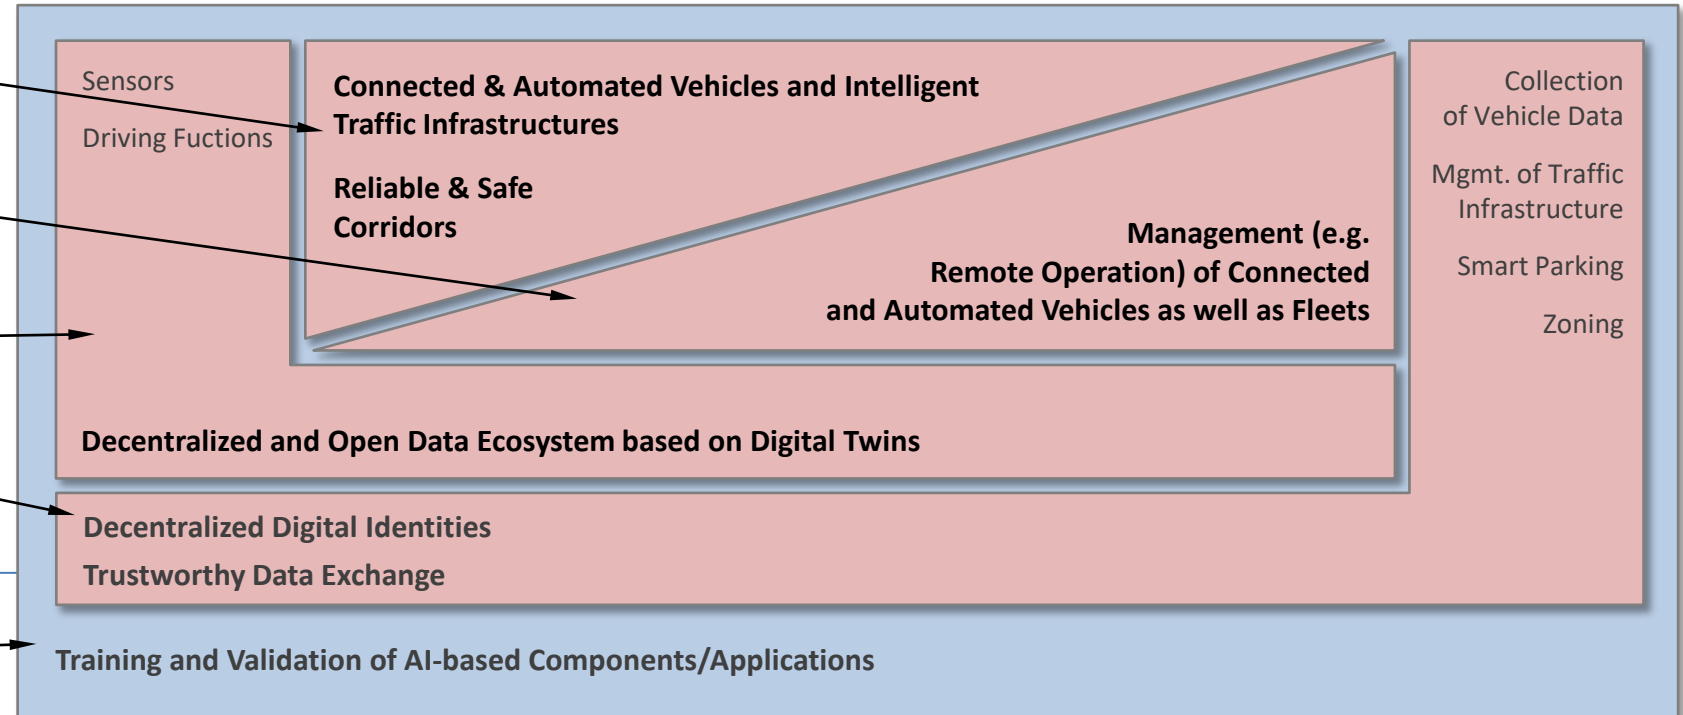 Sensors
Driving Fuctions
Connected & Automated Vehicles and Intelligent
Traffic Infrastructures
Reliable & Safe
Corridors
Management (e.g.
Remote Operation) of Connected
and Automated Vehicles as well as Fleets
Collection
of Vehicle Data
Mgmt. of Traffic
Infrastructure
Smart Parking
Zoning
Decentralized and Open Data Ecosystem based on Digital Twins
Decentralized Digital Identities
Trustworthy Data Exchange
Training and Validation of AI-based Components/Applications